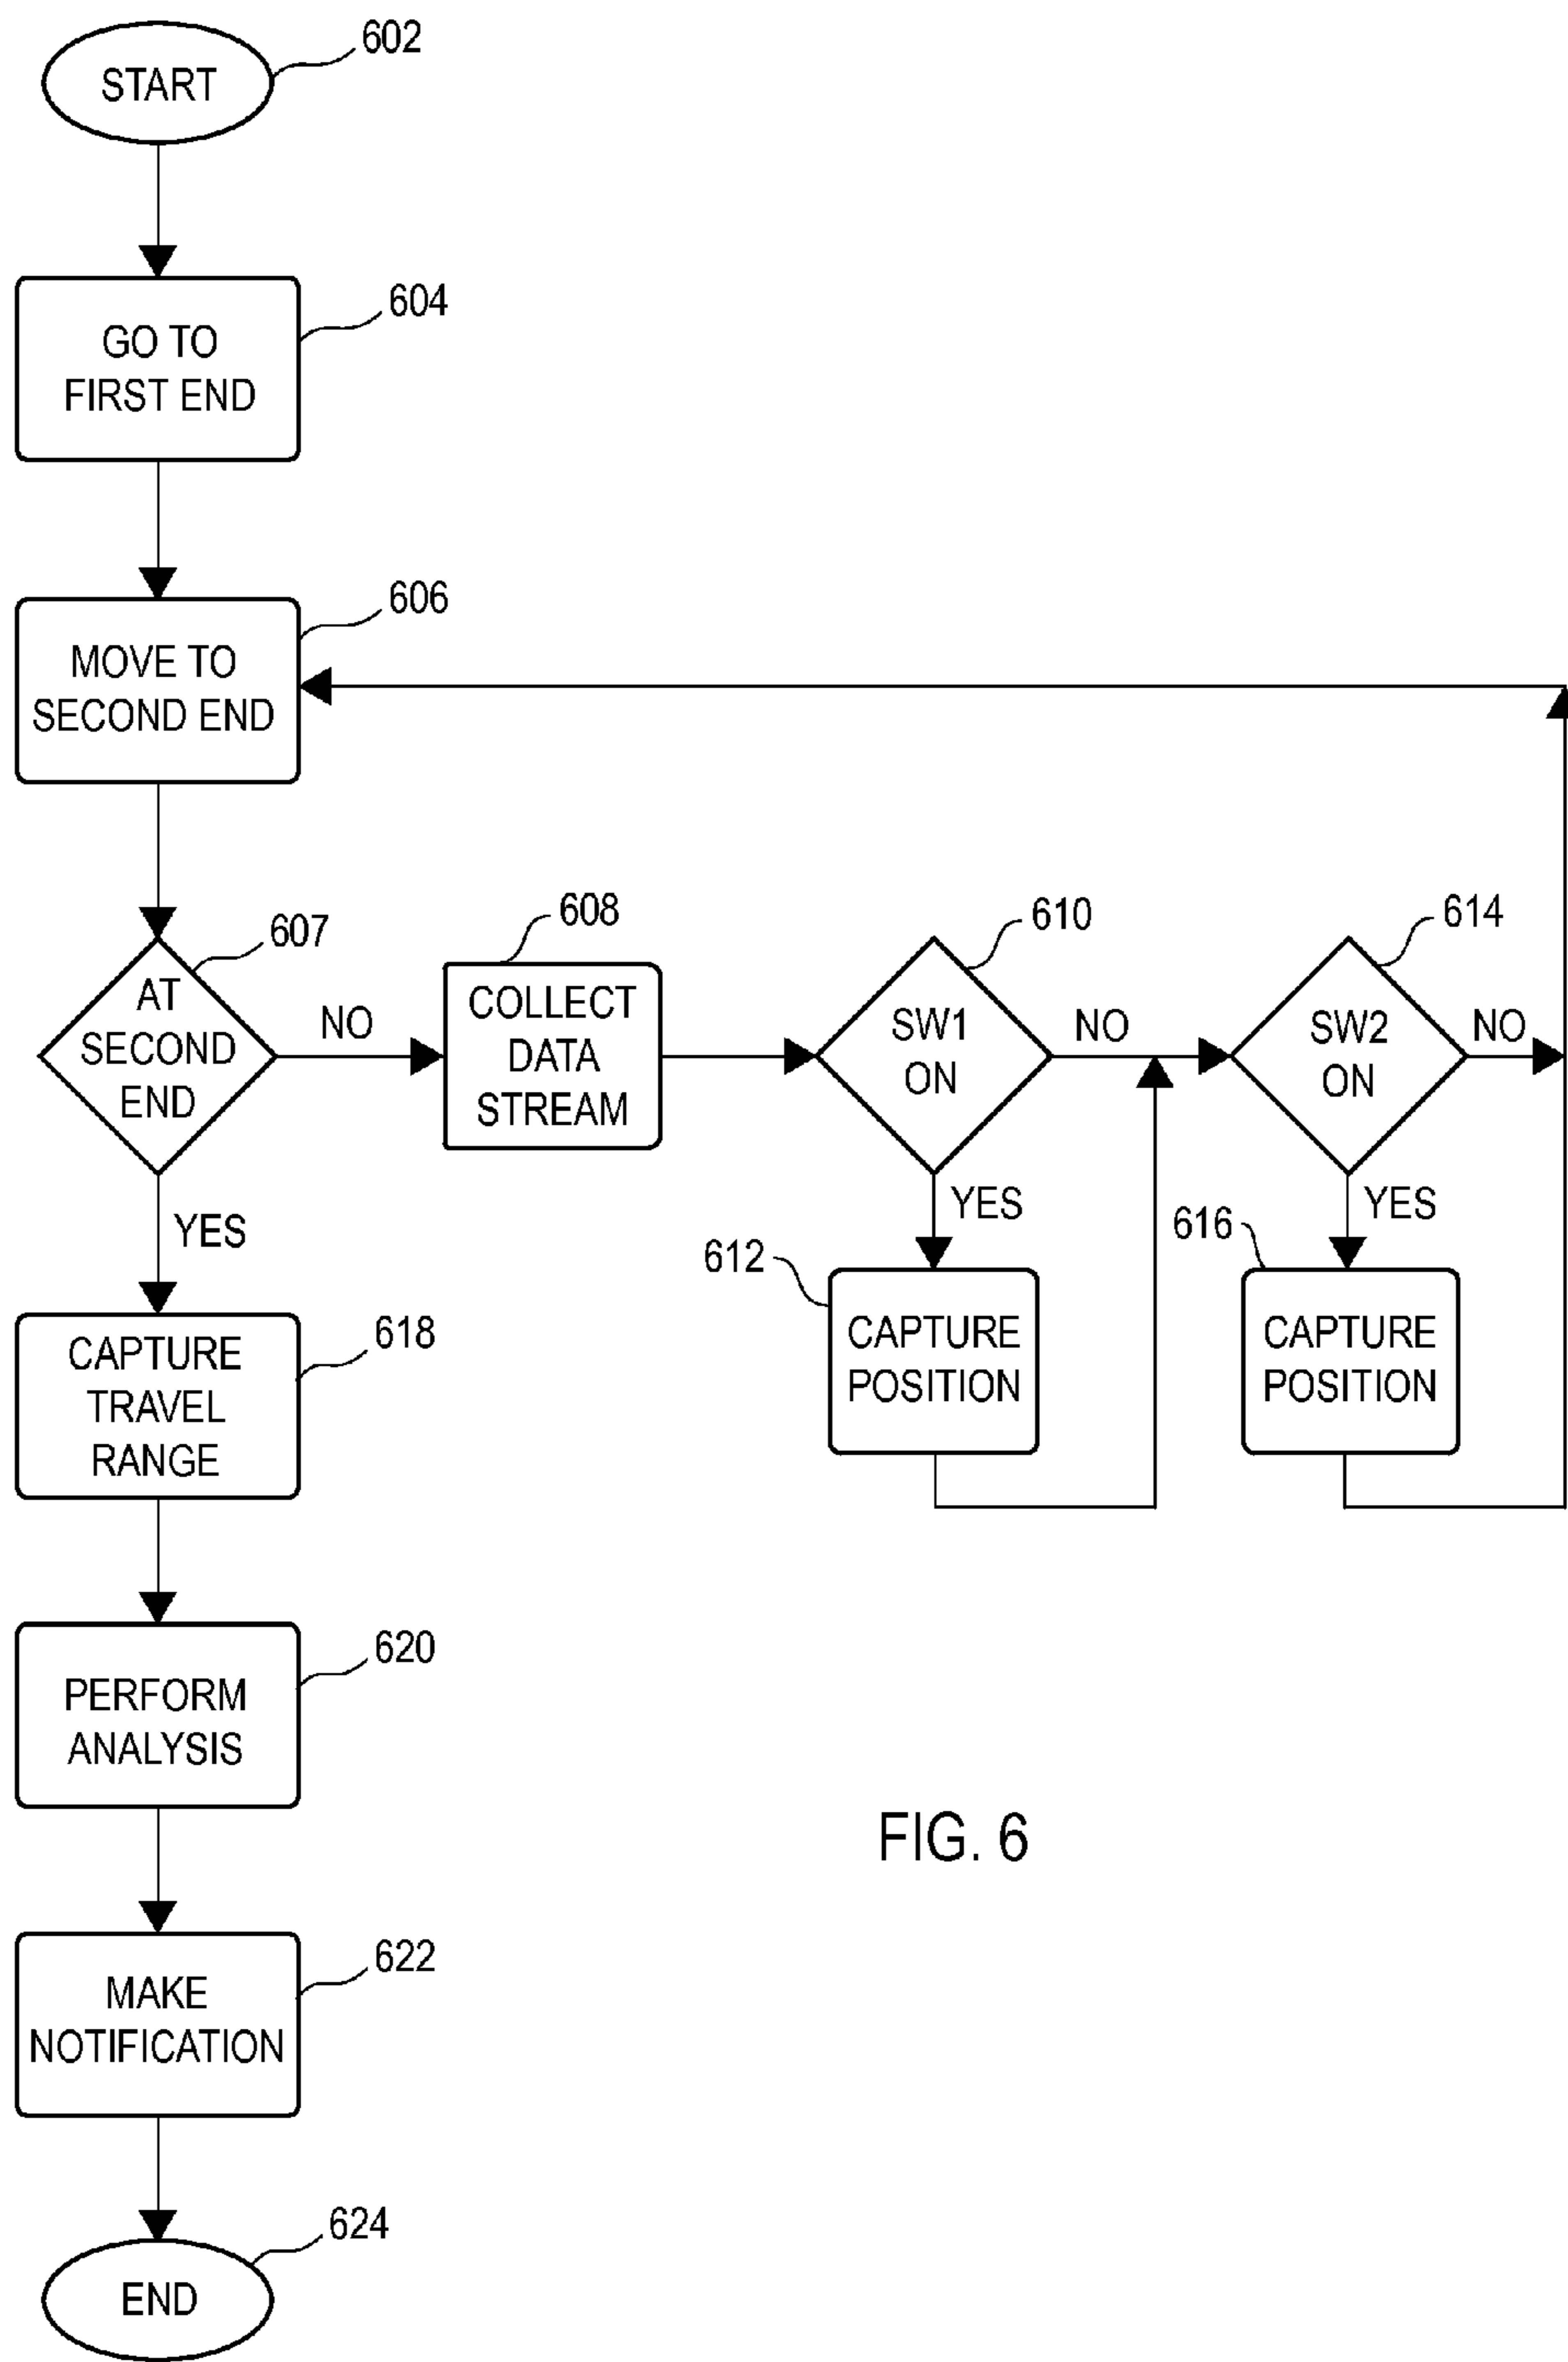 602
START
604
GO TO
FIRST END
606
MOVE TO
SECOND END
607
AT
SECOND
END
NO
608
COLLECT
DATA
STREAM
610
SW1
ON
NO
614
SW2
ON
NO
YES
YES
YES
612
CAPTURE
POSITION
616
CAPTURE
POSITION
618
CAPTURE
TRAVEL
RANGE
620
PERFORM
ANALYSIS
622
MAKE
NOTIFICATION
624
END
FIG. 6